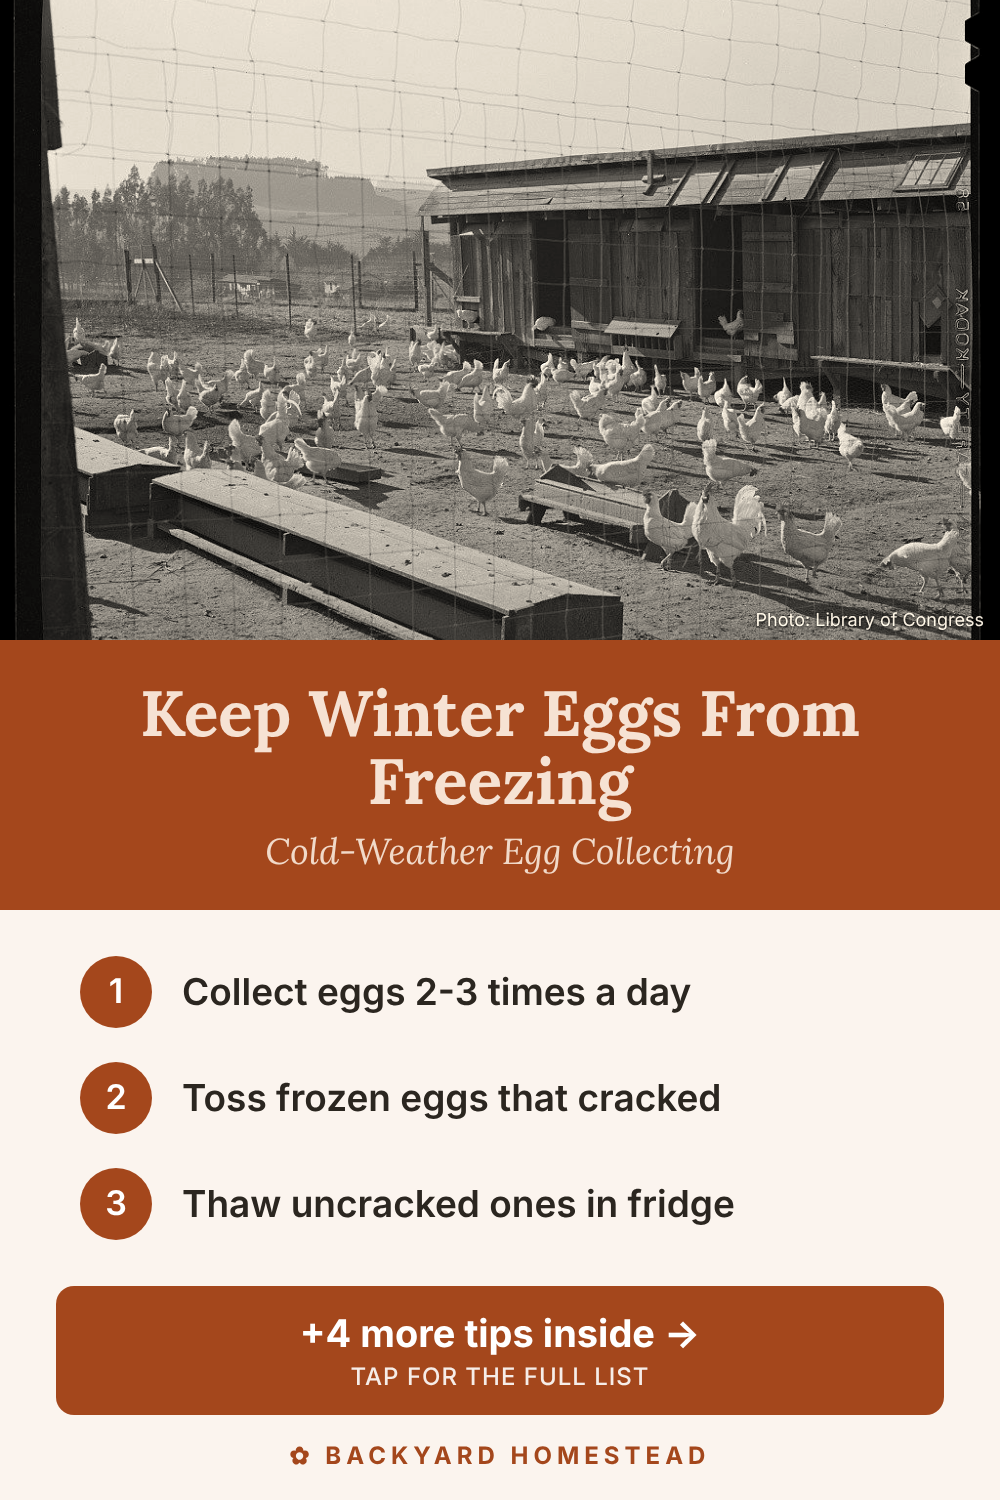 Photo: Library of Congress
Keep Winter Eggs From
Freezing
Cold-Weather Egg Collecting
1 Collect eggs 2-3 times a day
2 Toss frozen eggs that cracked
3 Thaw uncracked ones in fridge
+4 more tips inside →
TAP FOR THE FULL LIST
✿ BACKYARD HOMESTEAD